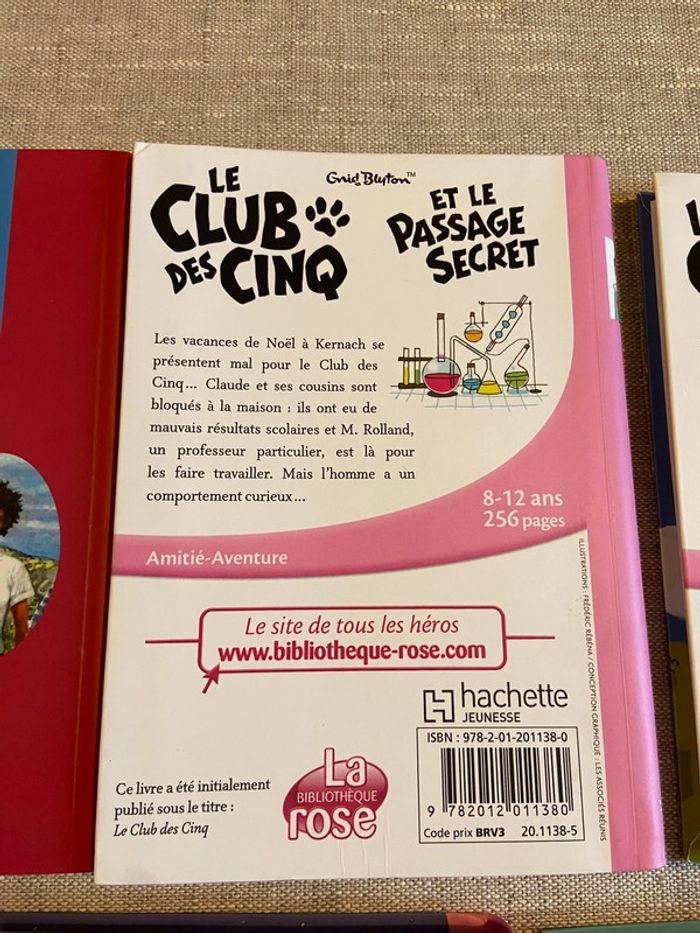 Enid Blyton™
LE
CLUB
DES CINQ
ET LE
PASSAGE
SECRET
Les vacances de Noël à Kernach se
présentent mal pour le Club des
Cinq... Claude et ses cousins sont
bloqués à la maison : ils ont eu de
mauvais résultats scolaires et M. Rolland,
un professeur particulier, est là pour
les faire travailler. Mais l'homme a un
comportement curieux...
8-12 ans
256 pages
Amitié-Aventure
Le site de tous les héros
www.bibliotheque-rose.com
hachette
JEUNESSE
ISBN : 978-2-01-201138-0
9 782012 011380
Code prix BRV3 20.1138-5
La
BIBLIOTHÈQUE
rose
Ce livre a été initialement
publié sous le titre :
Le Club des Cinq
ILLUSTRATIONS : FRÉDÉRIC RÉBÉNA / CONCEPTION GRAPHIQUE : LES ASSOCIÉS RÉUNIS